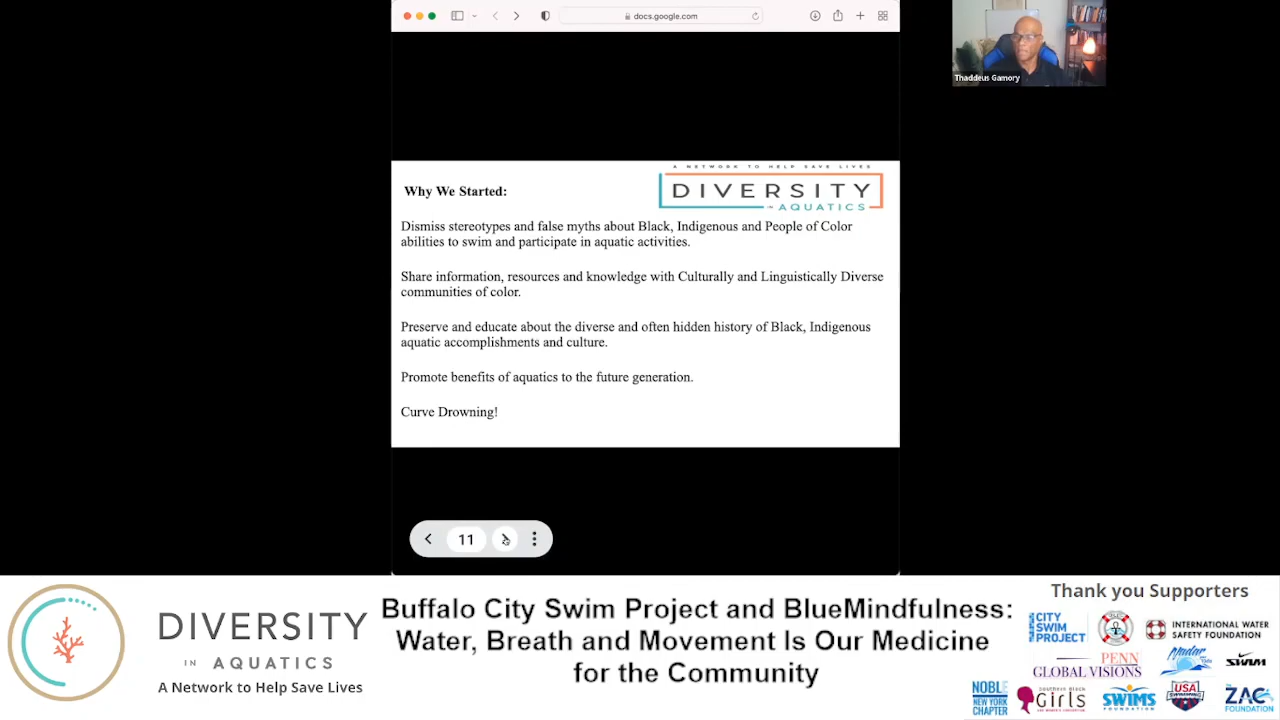 docs.google.com
Thaddeus Gamory
A NETWORK TO HELP SAVE LIVES
DIVERSITY
IN AQUATICS
Why We Started:
Dismiss stereotypes and false myths about Black, Indigenous and People of Color
abilities to swim and participate in aquatic activities.
Share information, resources and knowledge with Culturally and Linguistically Diverse
communities of color.
Preserve and educate about the diverse and often hidden history of Black, Indigenous
aquatic accomplishments and culture.
Promote benefits of aquatics to the future generation.
Curve Drowning!
11
DIVERSITY
IN AQUATICS
A Network to Help Save Lives
Buffalo City Swim Project and BlueMindfulness:
Water, Breath and Movement Is Our Medicine
for the Community
Thank you Supporters
CITY
SWIM
PROJECT
INTERNATIONAL WATER
SAFETY FOUNDATION
PENN
GLOBAL VISIONS
SWIM
NOBLE
NEW YORK
CHAPTER
Girls
SWIMS
FOUNDATION
USA
SWIMMING
ZAC
FOUNDATION